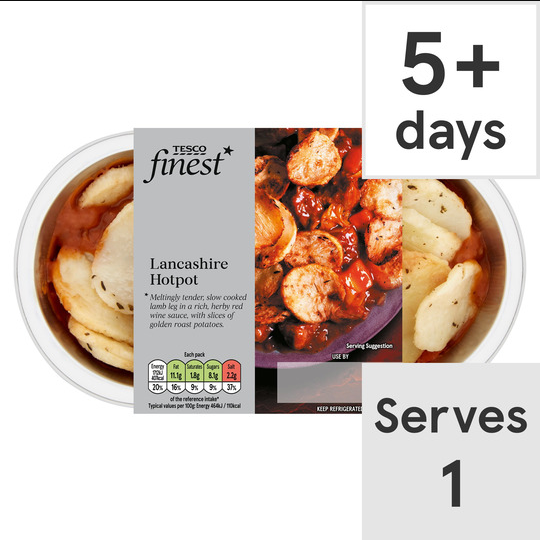 5+
days
TESCO
finest*
Lancashire
Hotpot
* Meltingly tender, slow cooked
lamb leg in a rich, herby red
wine sauce, with slices of
golden roast potatoes.
Serving Suggestion
USE BY
Each pack
Energy Fat Saturates Sugars Salt
11.1g 1.8g 8.1g 2.2g
20% 16% 9% 9% 37%
of the reference intake*
Typical values per 100g: Energy 464kJ / 110kcal
KEEP REFRIGERATED
Serves
1